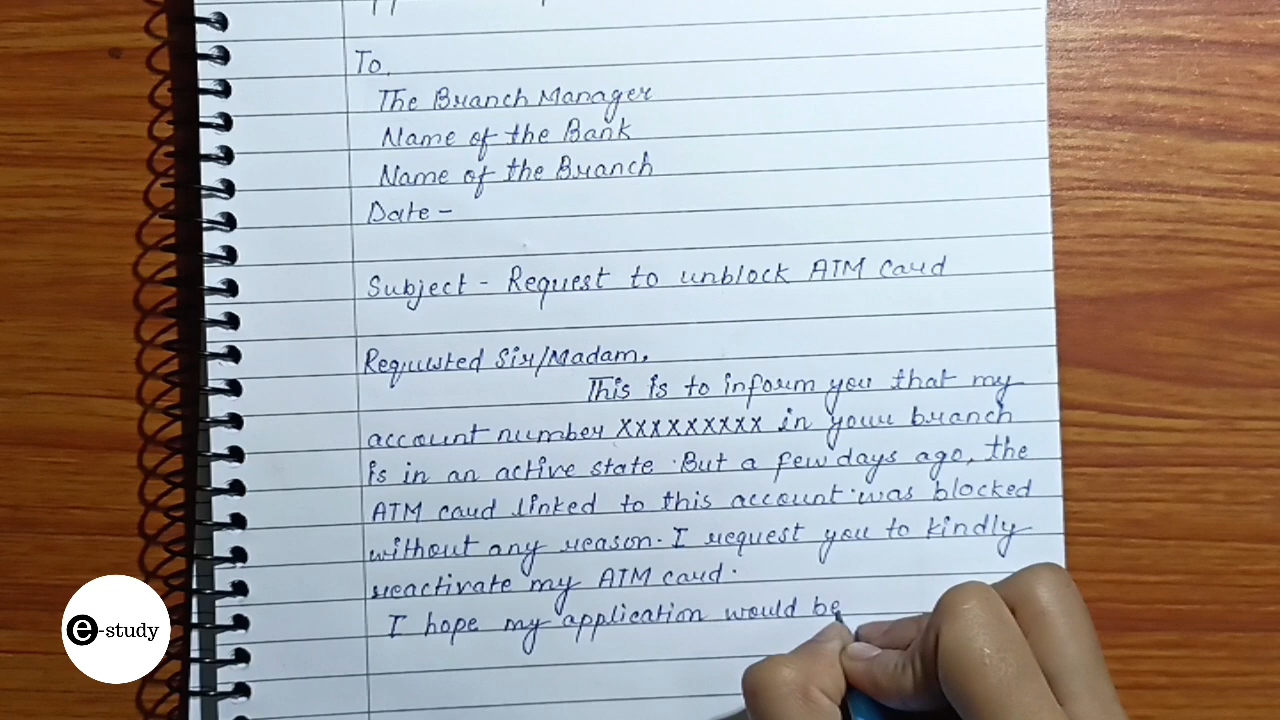 To,
The Branch Manager
Name of the Bank
Name of the Branch
Date -
Subject - Request to unblock ATM card
Requested Sir/Madam,
This is to inform you that my
account number XXXXXXXXX in your branch
is in an active state. But a few days ago, the
ATM card linked to this account was blocked
without any reason. I request you to kindly
reactivate my ATM card.
I hope my application would be
e-study